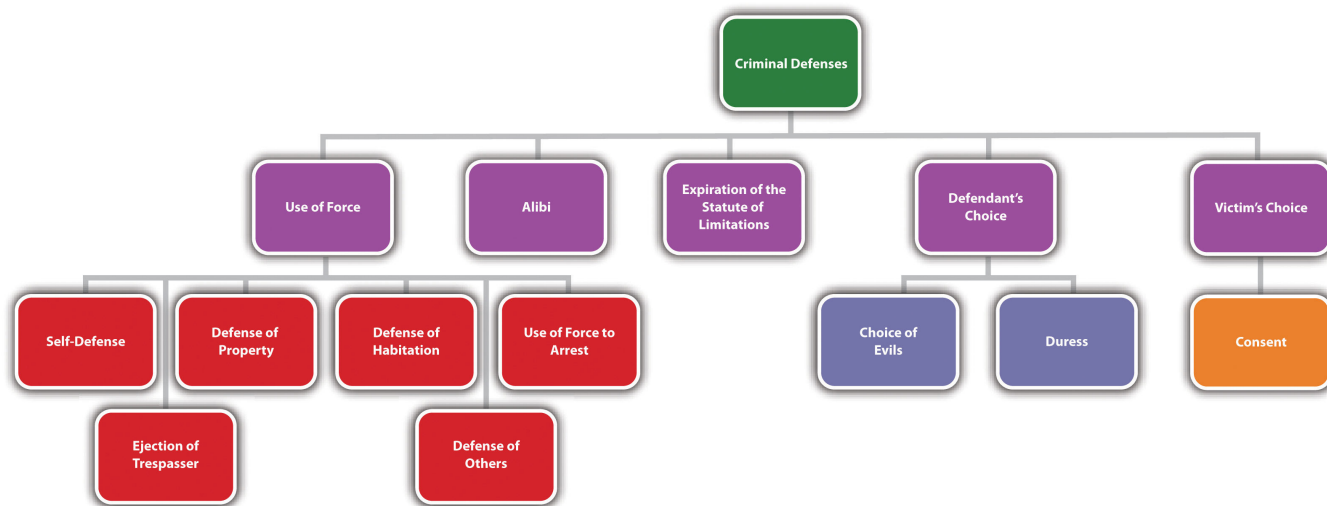 Criminal Defenses
Use of Force
Alibi
Expiration of the
Statute of
Limitations
Defendant’s
Choice
Victim’s Choice
Self-Defense
Defense of
Property
Defense of
Habitation
Use of Force to
Arrest
Choice of
Evils
Duress
Consent
Ejection of
Trespasser
Defense of
Others